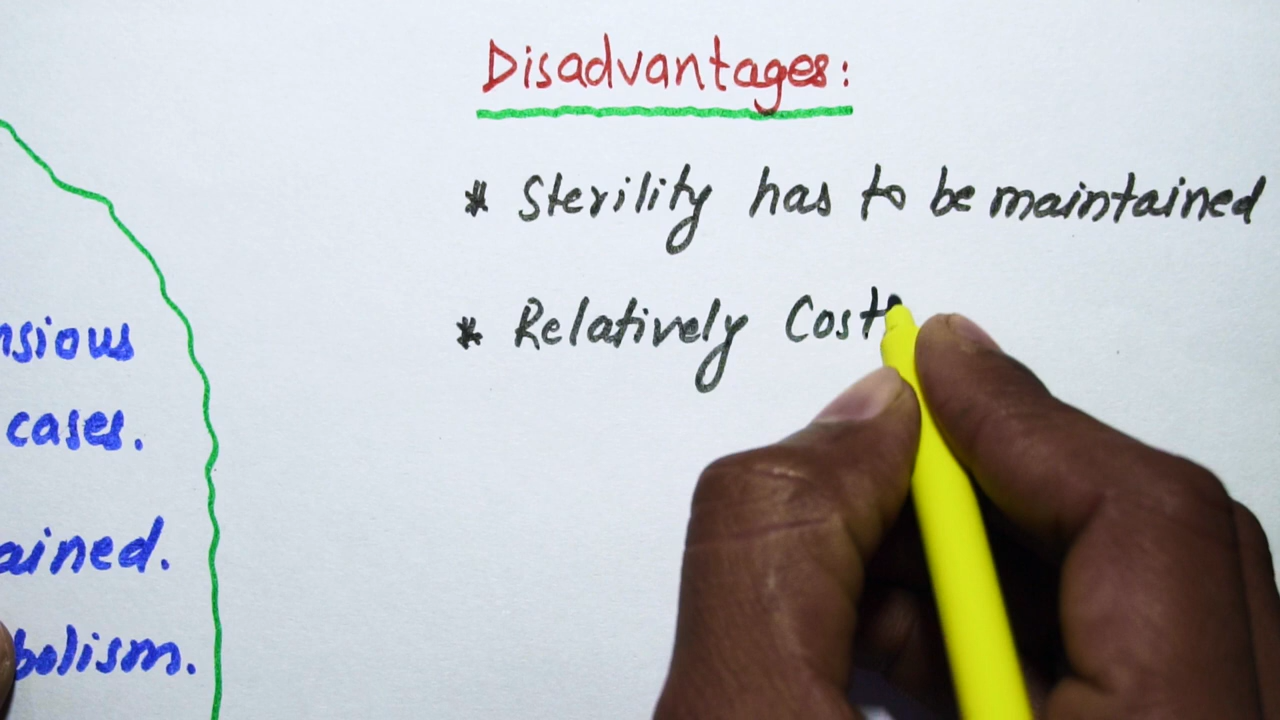 Disadvantages:
* Sterility has to be maintained
* Relatively Cost
nsious
cases.
ained.
bolism.